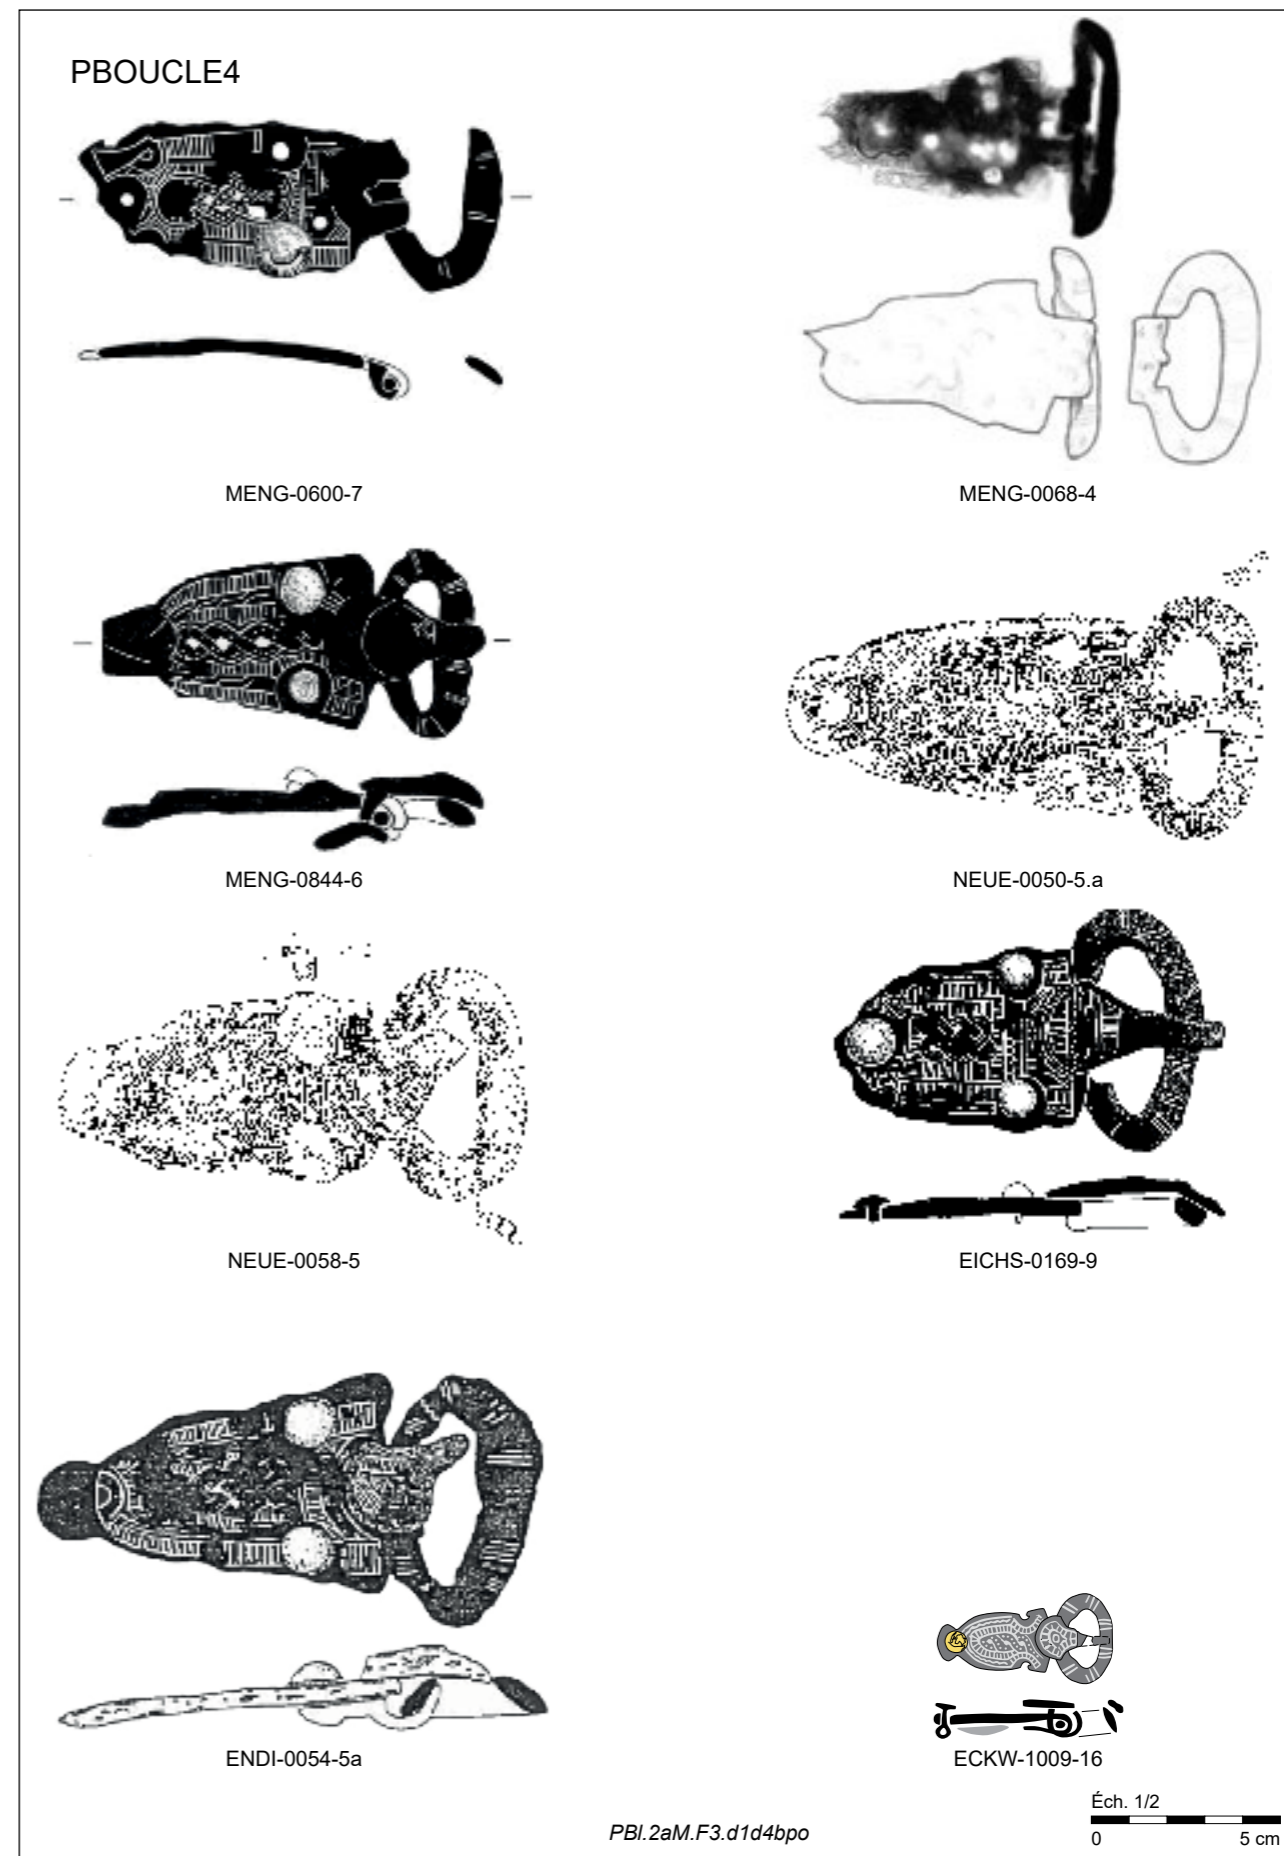 PBOUCLE4
MENG-0600-7
MENG-0068-4
MENG-0844-6
NEUE-0050-5.a
NEUE-0058-5
EICHS-0169-9
ENDI-0054-5a
ECKW-1009-16
Éch. 1/2
0 5 cm
PBl.2aM.F3.d1d4bpo